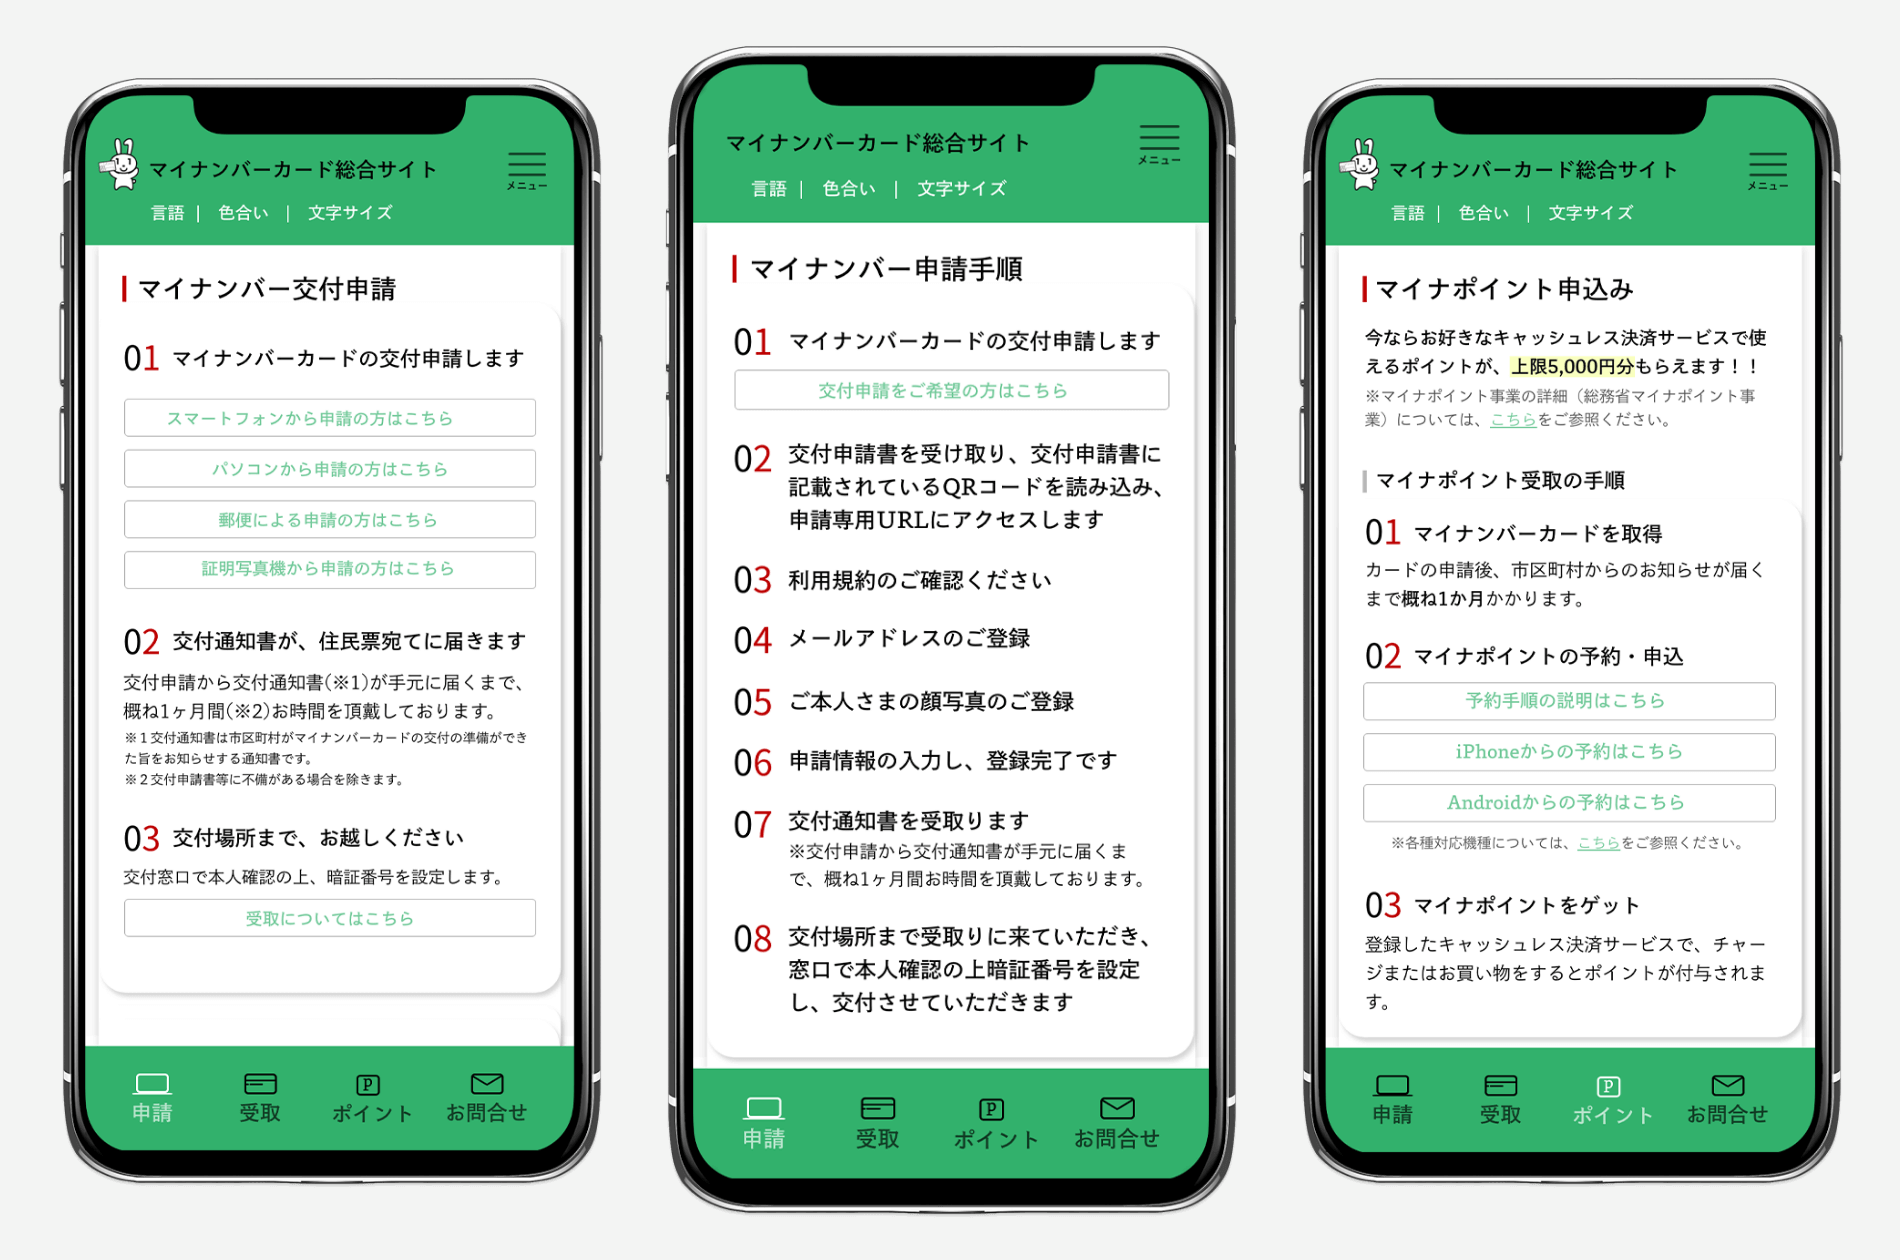 マイナンバーカード総合サイト
メニュー
言語 | 色合い | 文字サイズ
マイナンバー交付申請
01 マイナンバーカードの交付申請します
スマートフォンから申請の方はこちら
パソコンから申請の方はこちら
郵便による申請の方はこちら
証明写真機から申請の方はこちら
02 交付通知書が、住民票宛てに届きます
交付申請から交付通知書(※1)が手元に届くまで、
概ね1ヶ月間(※2)お時間を頂戴しております。
※１交付通知書は市区町村がマイナンバーカードの交付の準備ができ
た旨をお知らせする通知書です。
※２交付申請書等に不備がある場合を除きます。
03 交付場所まで、お越しください
交付窓口で本人確認の上、暗証番号を設定します。
受取についてはこちら
P
申請 受取 ポイント お問合せ
マイナンバーカード総合サイト
メニュー
言語 | 色合い | 文字サイズ
マイナンバー申請手順
01 マイナンバーカードの交付申請します
交付申請をご希望の方はこちら
02 交付申請書を受け取り、交付申請書に
記載されているQRコードを読み込み、
申請専用URLにアクセスします
03 利用規約のご確認ください
04 メールアドレスのご登録
05 ご本人さまの顔写真のご登録
06 申請情報の入力し、登録完了です
07 交付通知書を受取ります
※交付申請から交付通知書が手元に届くま
で、概ね1ヶ月間お時間を頂戴しております。
08 交付場所まで受取りに来ていただき、
窓口で本人確認の上暗証番号を設定
し、交付させていただきます
P
申請 受取 ポイント お問合せ
マイナンバーカード総合サイト
メニュー
言語 | 色合い | 文字サイズ
マイナポイント申込み
今ならお好きなキャッシュレス決済サービスで使
えるポイントが、上限5,000円分もらえます！！
※マイナポイント事業の詳細（総務省マイナポイント事
業）については、こちらをご参照ください。
マイナポイント受取の手順
01 マイナンバーカードを取得
カードの申請後、市区町村からのお知らせが届く
まで概ね1か月かかります。
02 マイナポイントの予約・申込
予約手順の説明はこちら
iPhoneからの予約はこちら
Androidからの予約はこちら
※各種対応機種については、こちらをご参照ください。
03 マイナポイントをゲット
登録したキャッシュレス決済サービスで、チャー
ジまたはお買い物をするとポイントが付与されま
す。
P
申請 受取 ポイント お問合せ